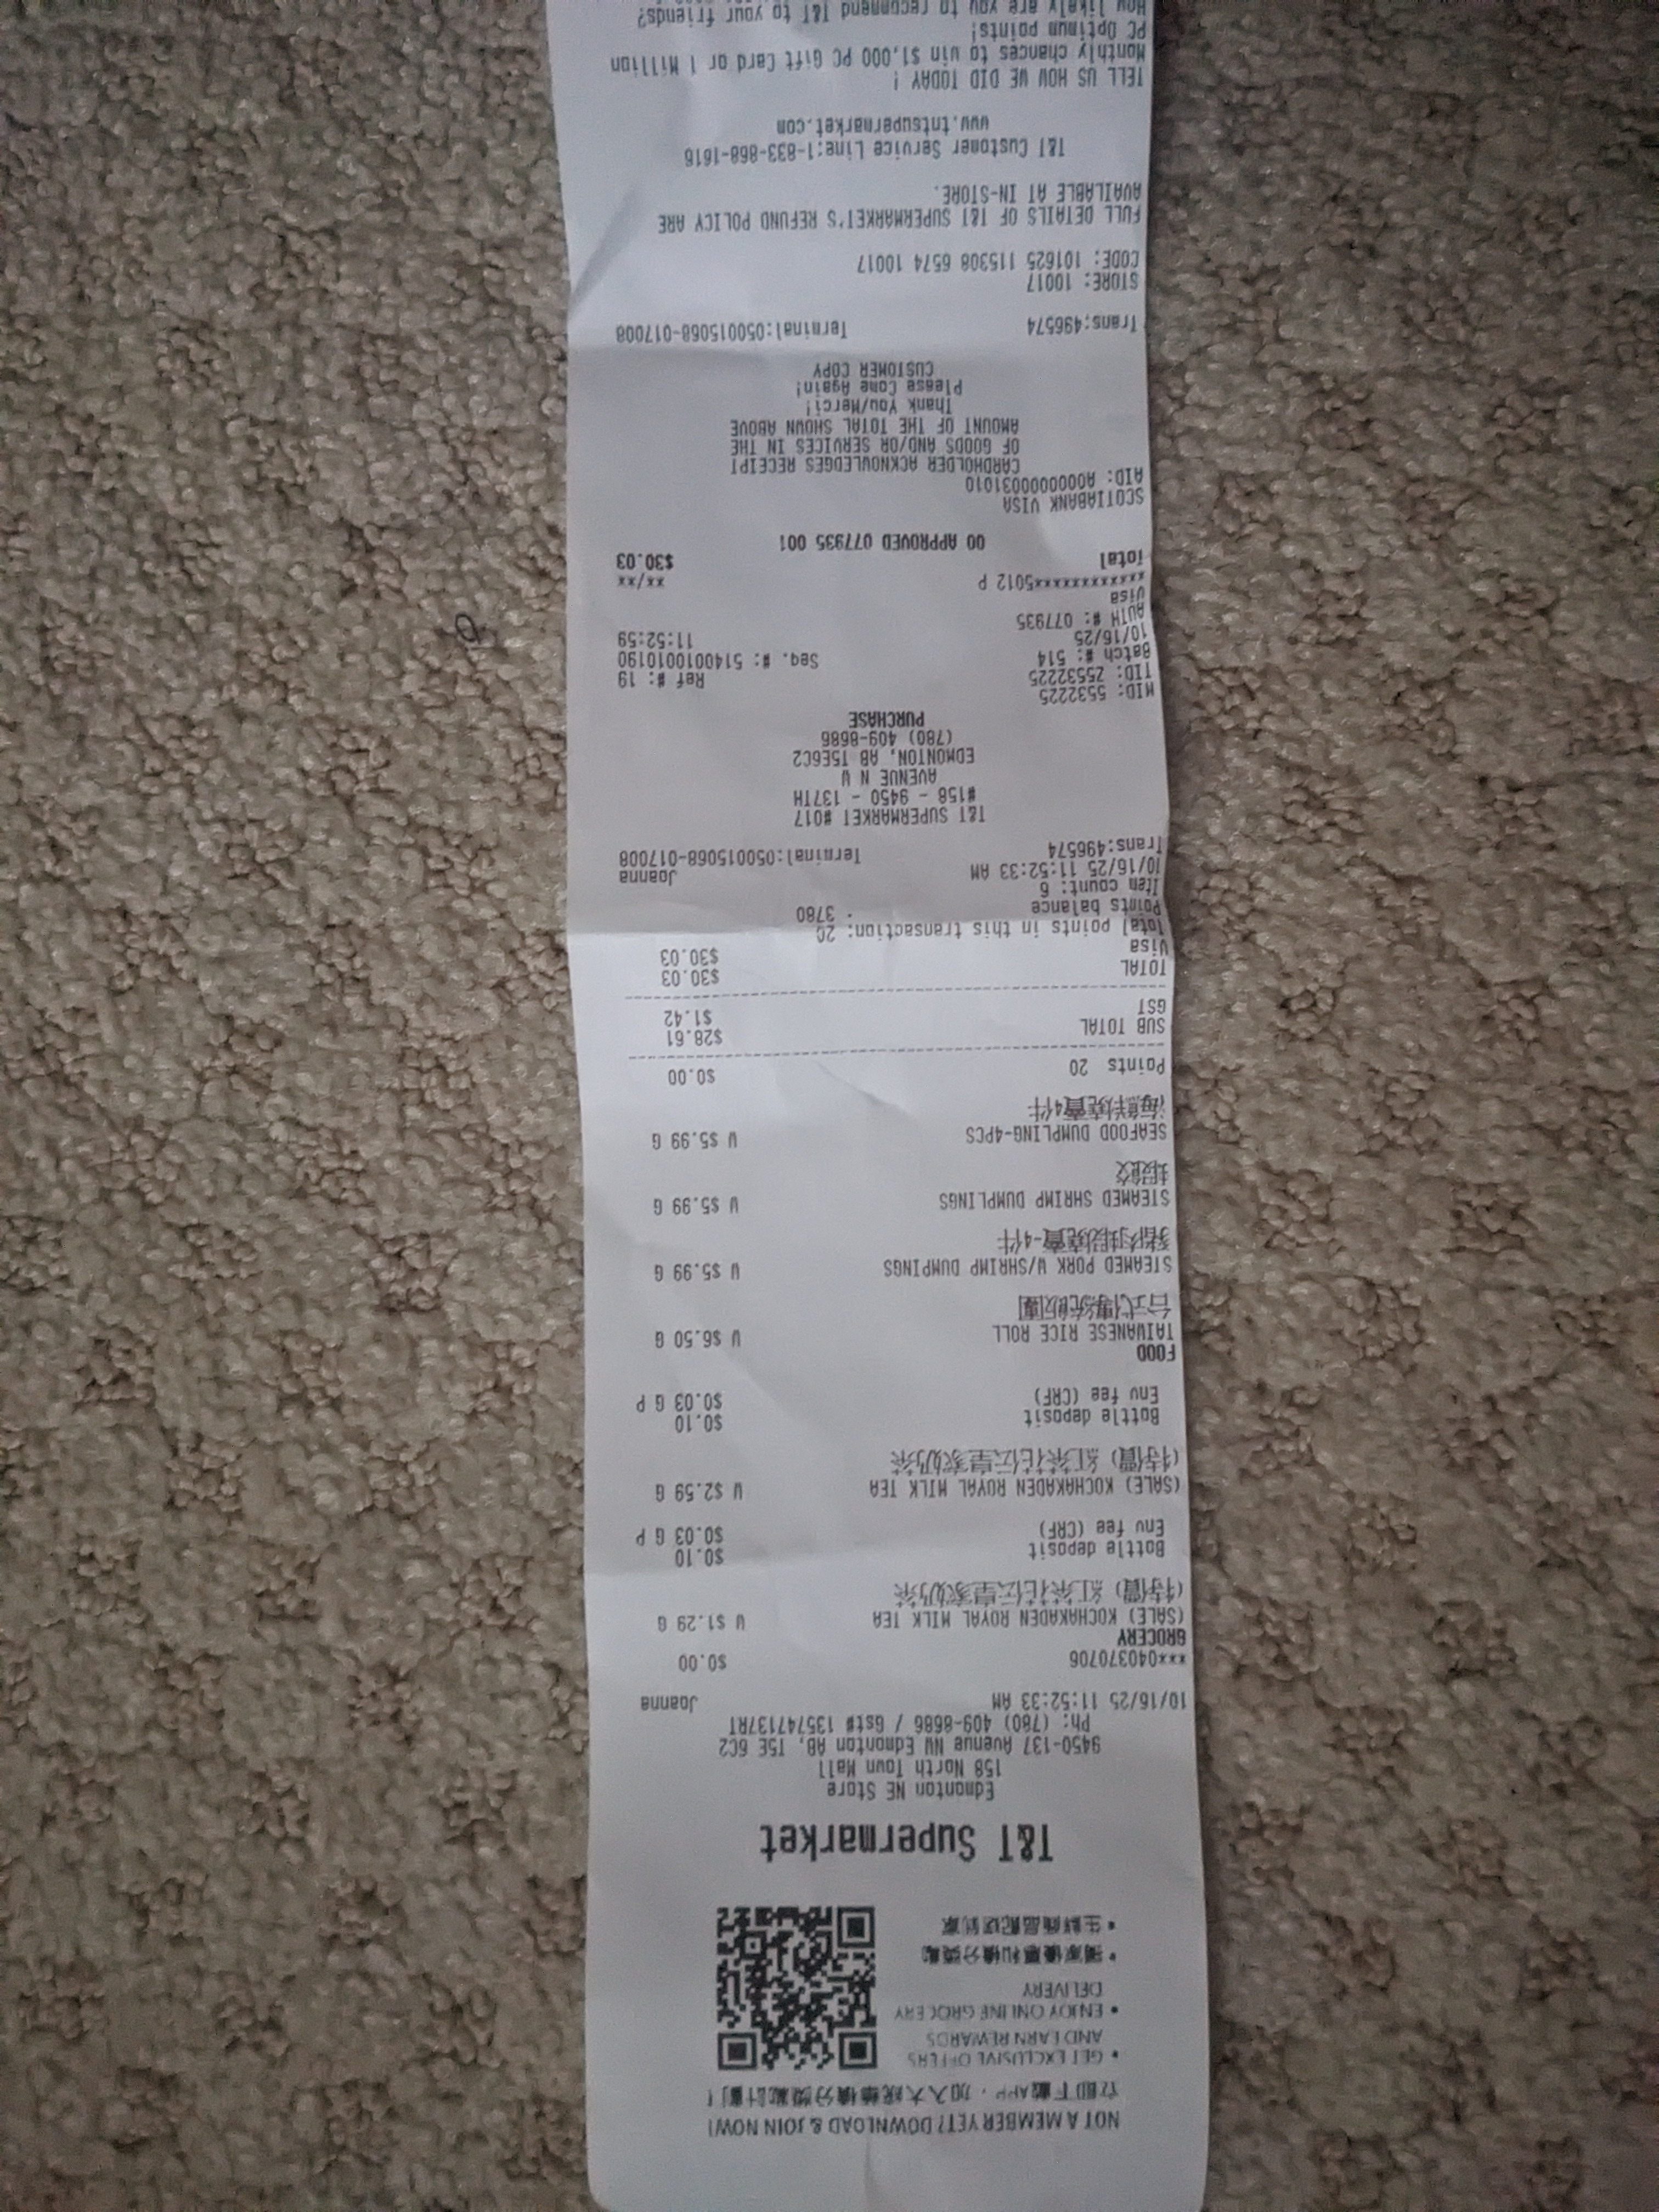 NOT A MEMBER YET? DOWNLOAD & JOIN NOW!
立即下載APP，加入大統華積分獎勵計劃！
• GET EXCLUSIVE OFFERS
AND EARN REWARDS
• ENJOY ONLINE GROCERY
DELIVERY
• 獨家優惠和積分獎勵
• 生鮮商品配送到家
T&T Supermarket
Edmonton NE Store
158 North Town Mall
9450-137 Avenue NW Edmonton AB, T5E 6C2
Ph: (780) 409-8686 / Gst# 135747137RT
10/16/25 11:52:33 AM Joanna
***040370706 $0.00
GROCERY
(SALE) KOCHAKADEN ROYAL MILK TEA W $1.29 G
(特價) 紅茶花伝皇家奶茶
Bottle deposit $0.10
Env fee (CRF) $0.03 G P
(SALE) KOCHAKADEN ROYAL MILK TEA W $2.59 G
(特價) 紅茶花伝皇家奶茶
Bottle deposit $0.10
Env fee (CRF) $0.03 G P
FOOD
TAIWANESE RICE ROLL W $6.50 G
台式傳統飯團
STEAMED PORK W/SHRIMP DUMPINGS W $5.99 G
豬肉蝦燒賣-4件
STEAMED SHRIMP DUMPLINGS W $5.99 G
蝦餃
SEAFOOD DUMPLING-4PCS W $5.99 G
海鮮燒賣4件
Points 20 $0.00
SUB TOTAL $28.61
GST $1.42
TOTAL $30.03
Visa $30.03
Total points in this transaction: 20
Points balance 3780
Item count: 6
10/16/25 11:52:33 AM Joanna
Trans:496574 Terminal:050015068-017008
T&T SUPERMARKET #017
#158 - 9450 - 137TH
AVENUE N W
EDMONTON, AB T5E6C2
(780) 409-8686
PURCHASE
MID: 5532225
TID: Z5532225 Ref #: 19
Batch #: 514 Seq. #: 5140010010190
10/16/25 11:52:59
AUTH #: 077935
Visa
************5012 P **/**
Total $30.03
00 APPROVED 077935 001
SCOTIABANK VISA
AID: A0000000031010
CARDHOLDER ACKNOWLEDGES RECEIPT
OF GOODS AND/OR SERVICES IN THE
AMOUNT OF THE TOTAL SHOWN ABOVE
Thank You/Merci!
Please Come Again!
CUSTOMER COPY
Trans:496574 Terminal:050015068-017008
STORE: 10017
CODE: 101625 115308 6574 10017
FULL DETAILS OF T&T SUPERMARKET'S REFUND POLICY ARE
AVAILABLE AT IN-STORE.
T&T Customer Service Line:1-833-868-1616
www.tntsupermarket.com
TELL US HOW WE DID TODAY !
Monthly chances to win $1,000 PC Gift Card or 1 Million
PC Optimum points!
How likely are you to recommend T&T to your friends?